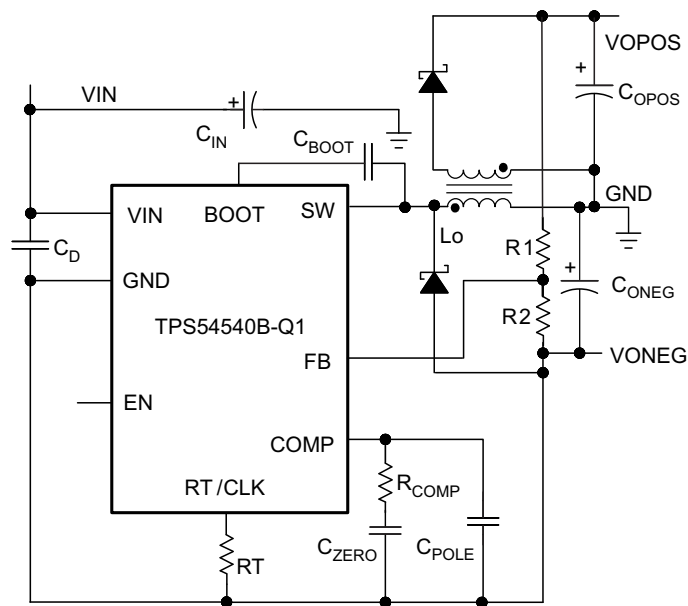 VOPOS
VIN
C_OPOS
C_IN
C_BOOT
GND
VIN
BOOT
SW
Lo
R1
C_D
GND
C_ONEG
TPS54540B-Q1
R2
FB
VONEG
EN
COMP
RT/CLK
R_COMP
RT
C_ZERO
C_POLE